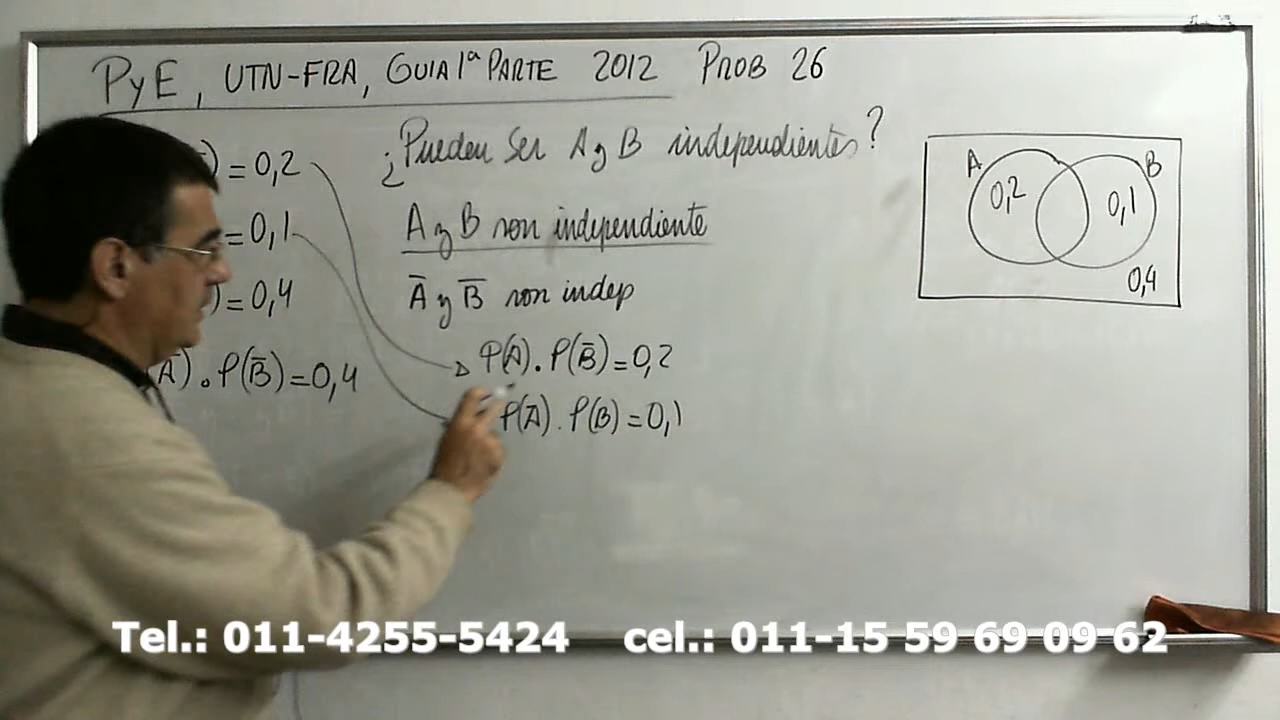 PyE, UTN-FRA, GUIA 1ª PARTE 2012 PROB 26
) = 0,2
= 0,1
) = 0,4
A̅) . P(B̅) = 0,4
¿Pueden ser A y B independientes?
A y B son independiente
A̅ y B̅ son indep
P(A) . P(B̅) = 0,2
P(A̅) . P(B) = 0,1
A B
0,2 0,1
0,4
Tel.: 011-4255-5424 cel.: 011-15 59 69 09 62